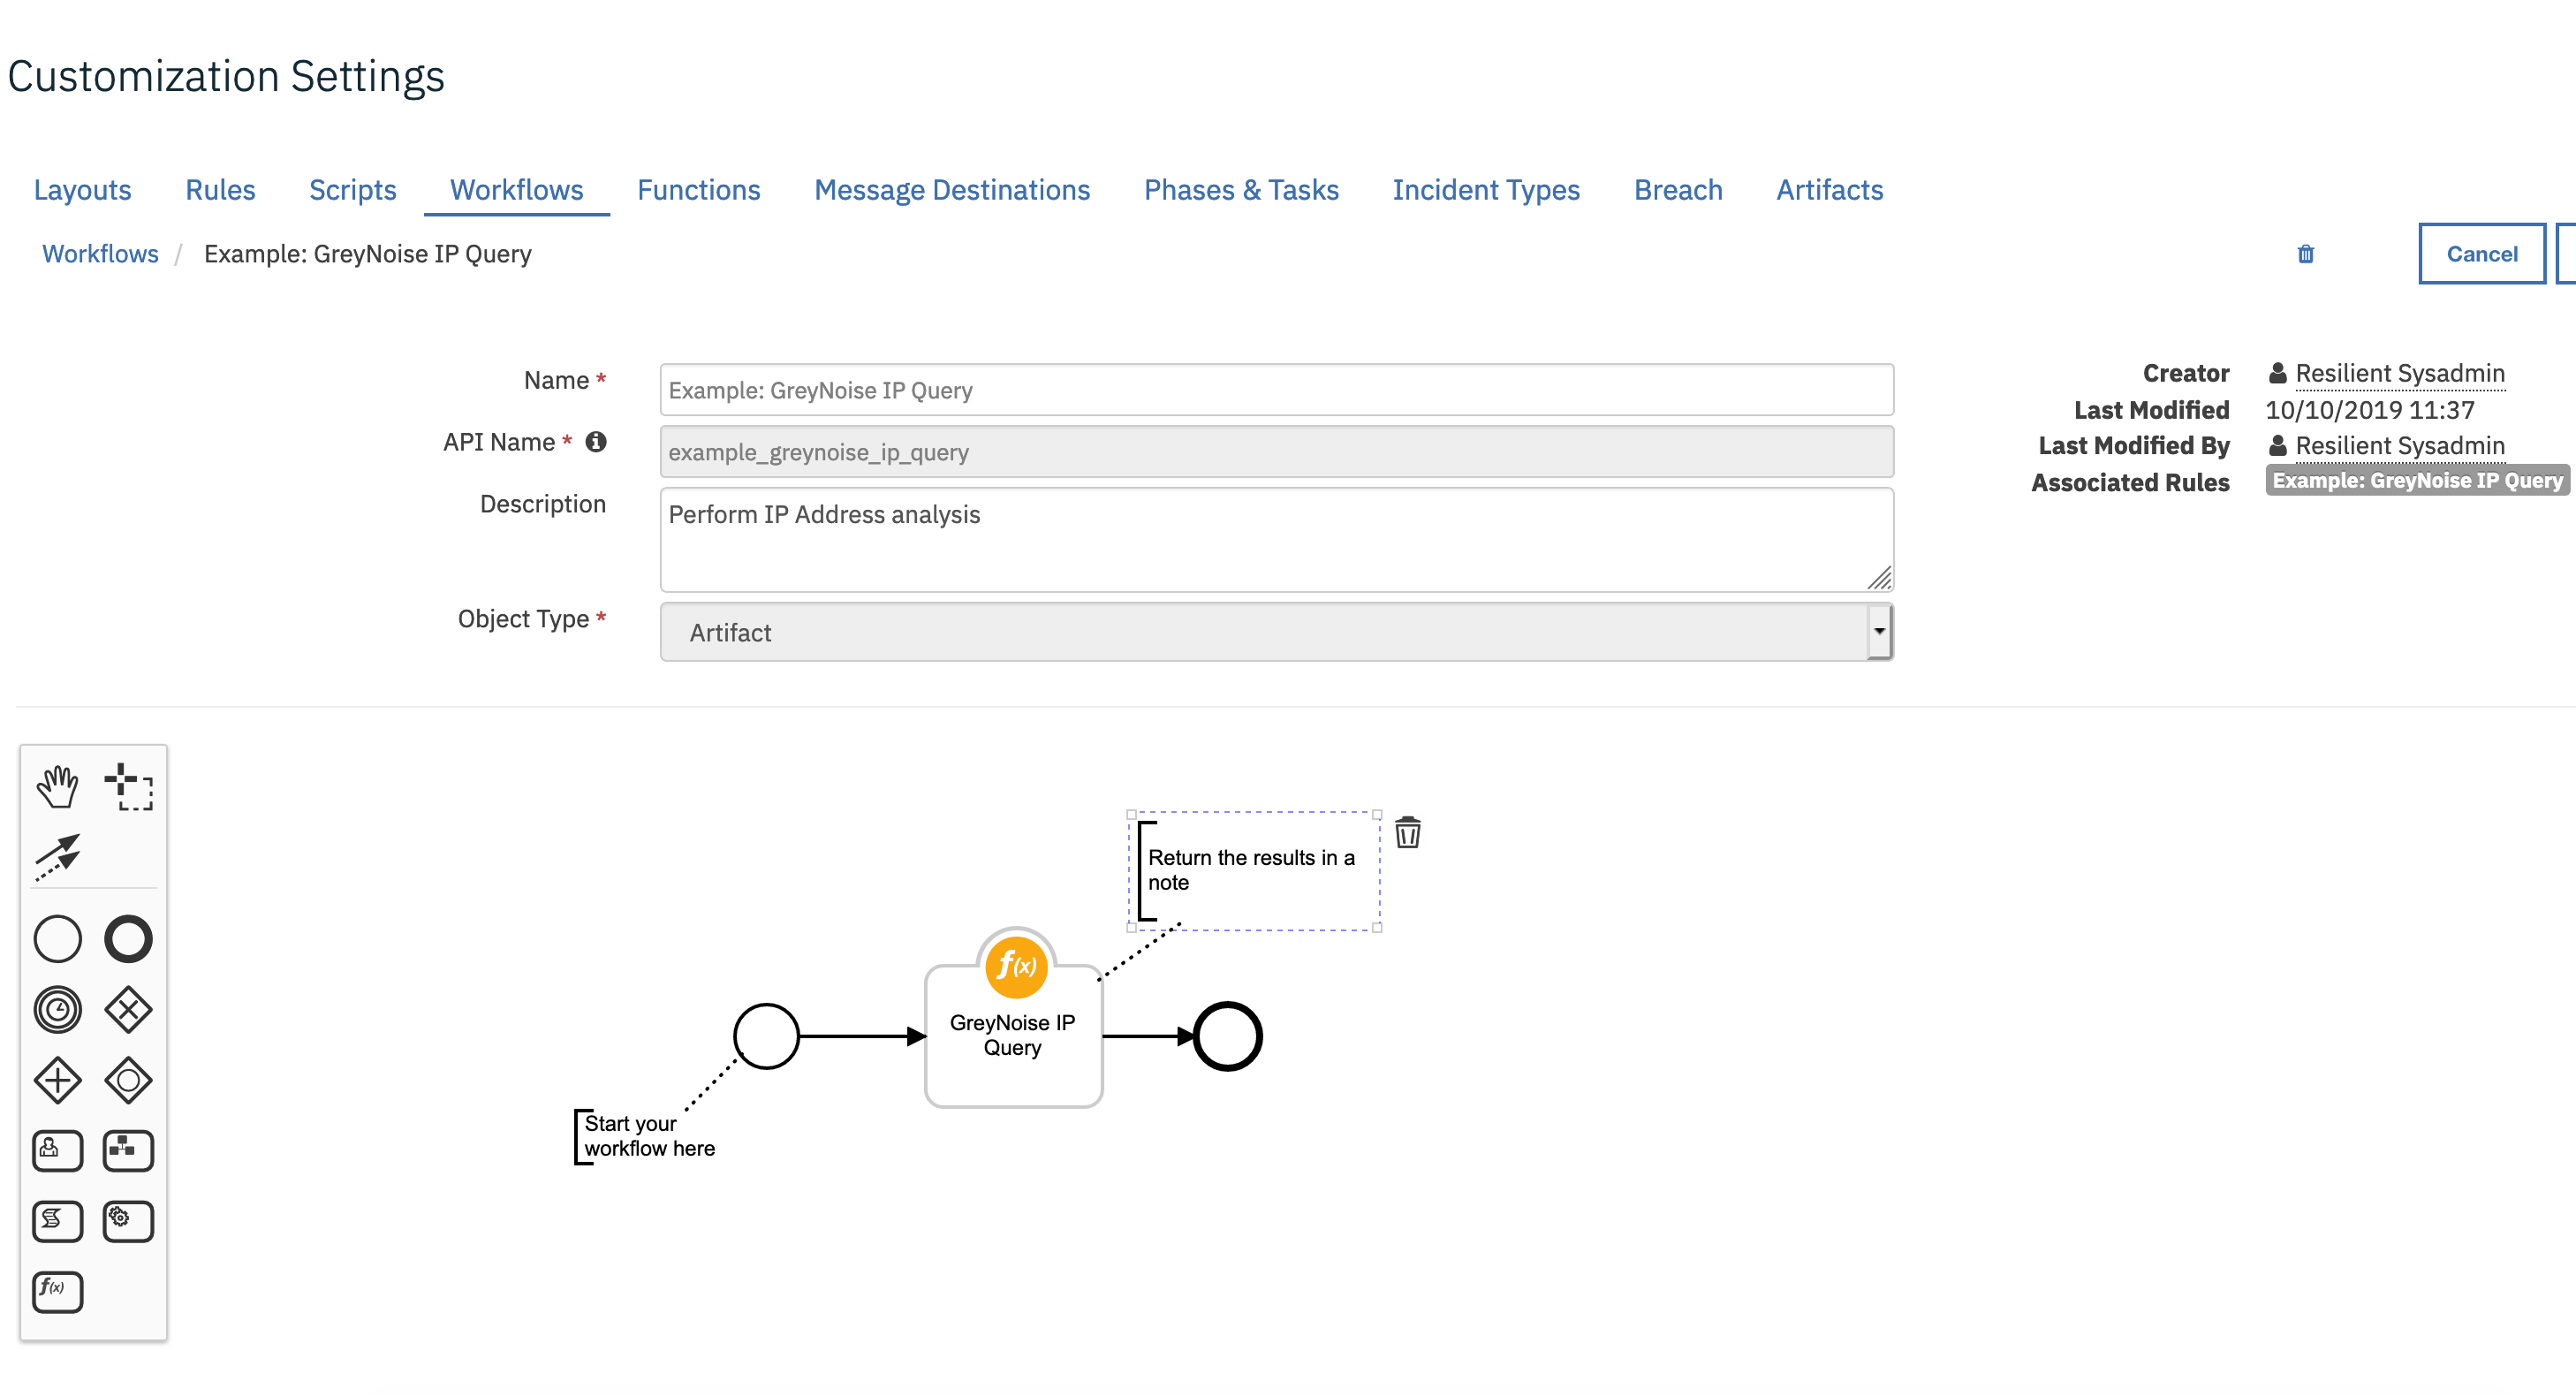 Customization Settings
Layouts Rules Scripts Workflows Functions Message Destinations Phases & Tasks Incident Types Breach Artifacts
Workflows / Example: GreyNoise IP Query
Cancel
Name *
Example: GreyNoise IP Query
API Name *
example_greynoise_ip_query
Description
Perform IP Address analysis
Object Type *
Artifact
Creator Resilient Sysadmin
Last Modified 10/10/2019 11:37
Last Modified By Resilient Sysadmin
Associated Rules Example: GreyNoise IP Query
Return the results in a
note
f(x)
GreyNoise IP
Query
Start your
workflow here
f(x)